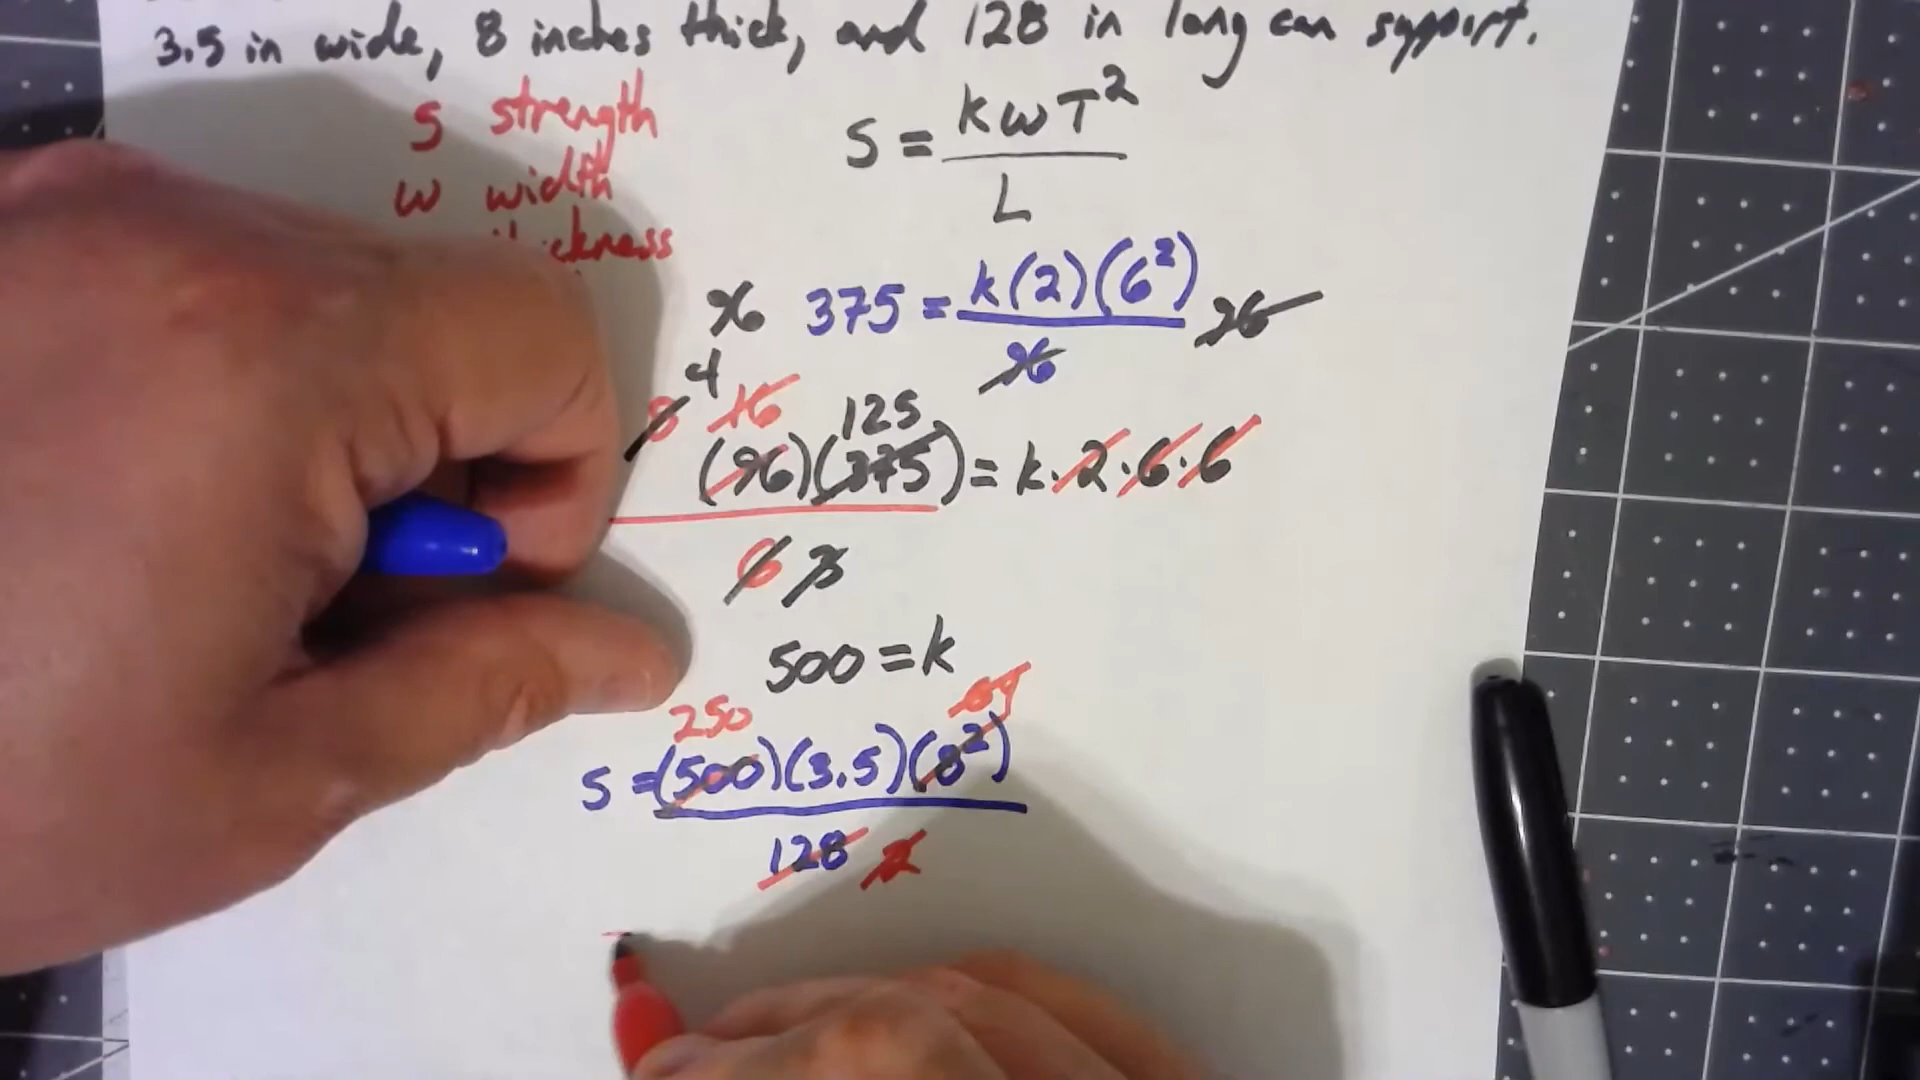 3.5 in wide, 8 inches thick, and 128 in long can support.
S strength
w width
thickness
S = kwT²
L
96 375 = k(2)(6²) 96
96
8 4 16 125
(96)(375) = k·2·6·6
6 3
500 = k
250 64
S = (500)(3.5)(8²)
128 2